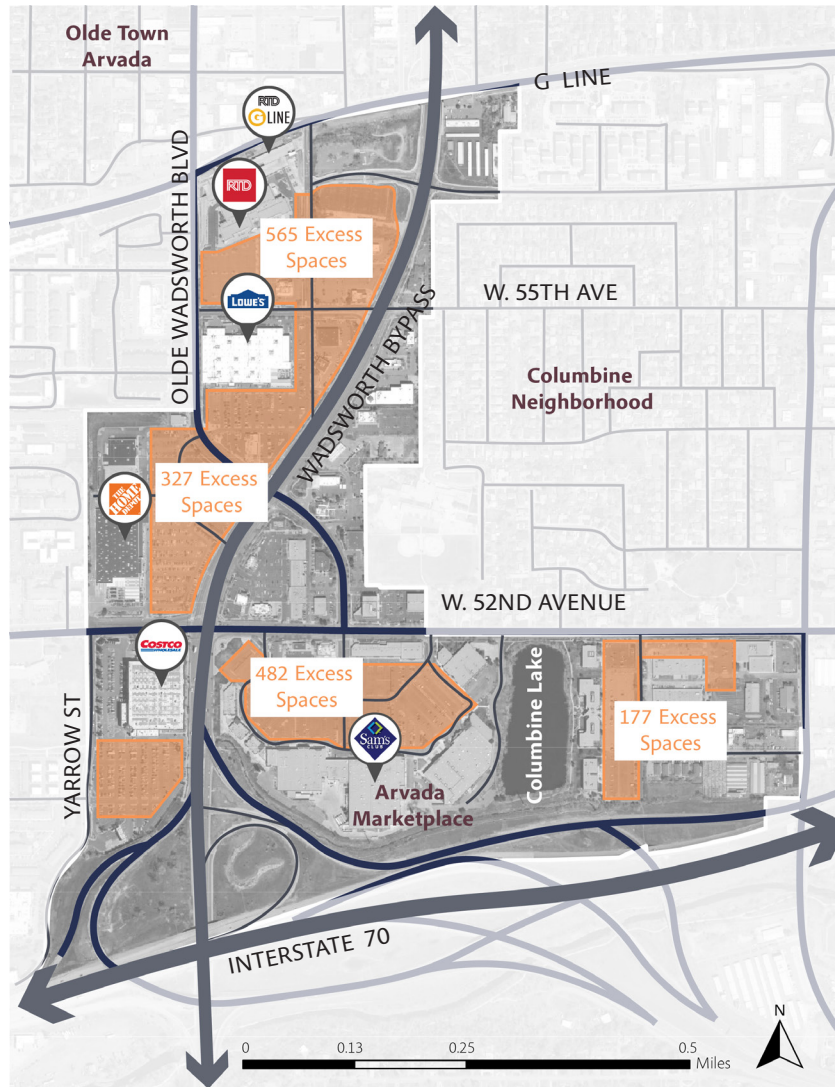 Olde Town
Arvada
G LINE
RTD
G LINE
RTD
OLDE WADSWORTH BLVD
565 Excess
Spaces
LOWE'S
W. 55TH AVE
WADSWORTH BYPASS
Columbine
Neighborhood
327 Excess
Spaces
THE
HOME
DEPOT
W. 52ND AVENUE
COSTCO
WHOLESALE
482 Excess
Spaces
Columbine Lake
177 Excess
Spaces
Sam's
CLUB
YARROW ST
Arvada
Marketplace
INTERSTATE 70
N
0 0.13 0.25 0.5
Miles